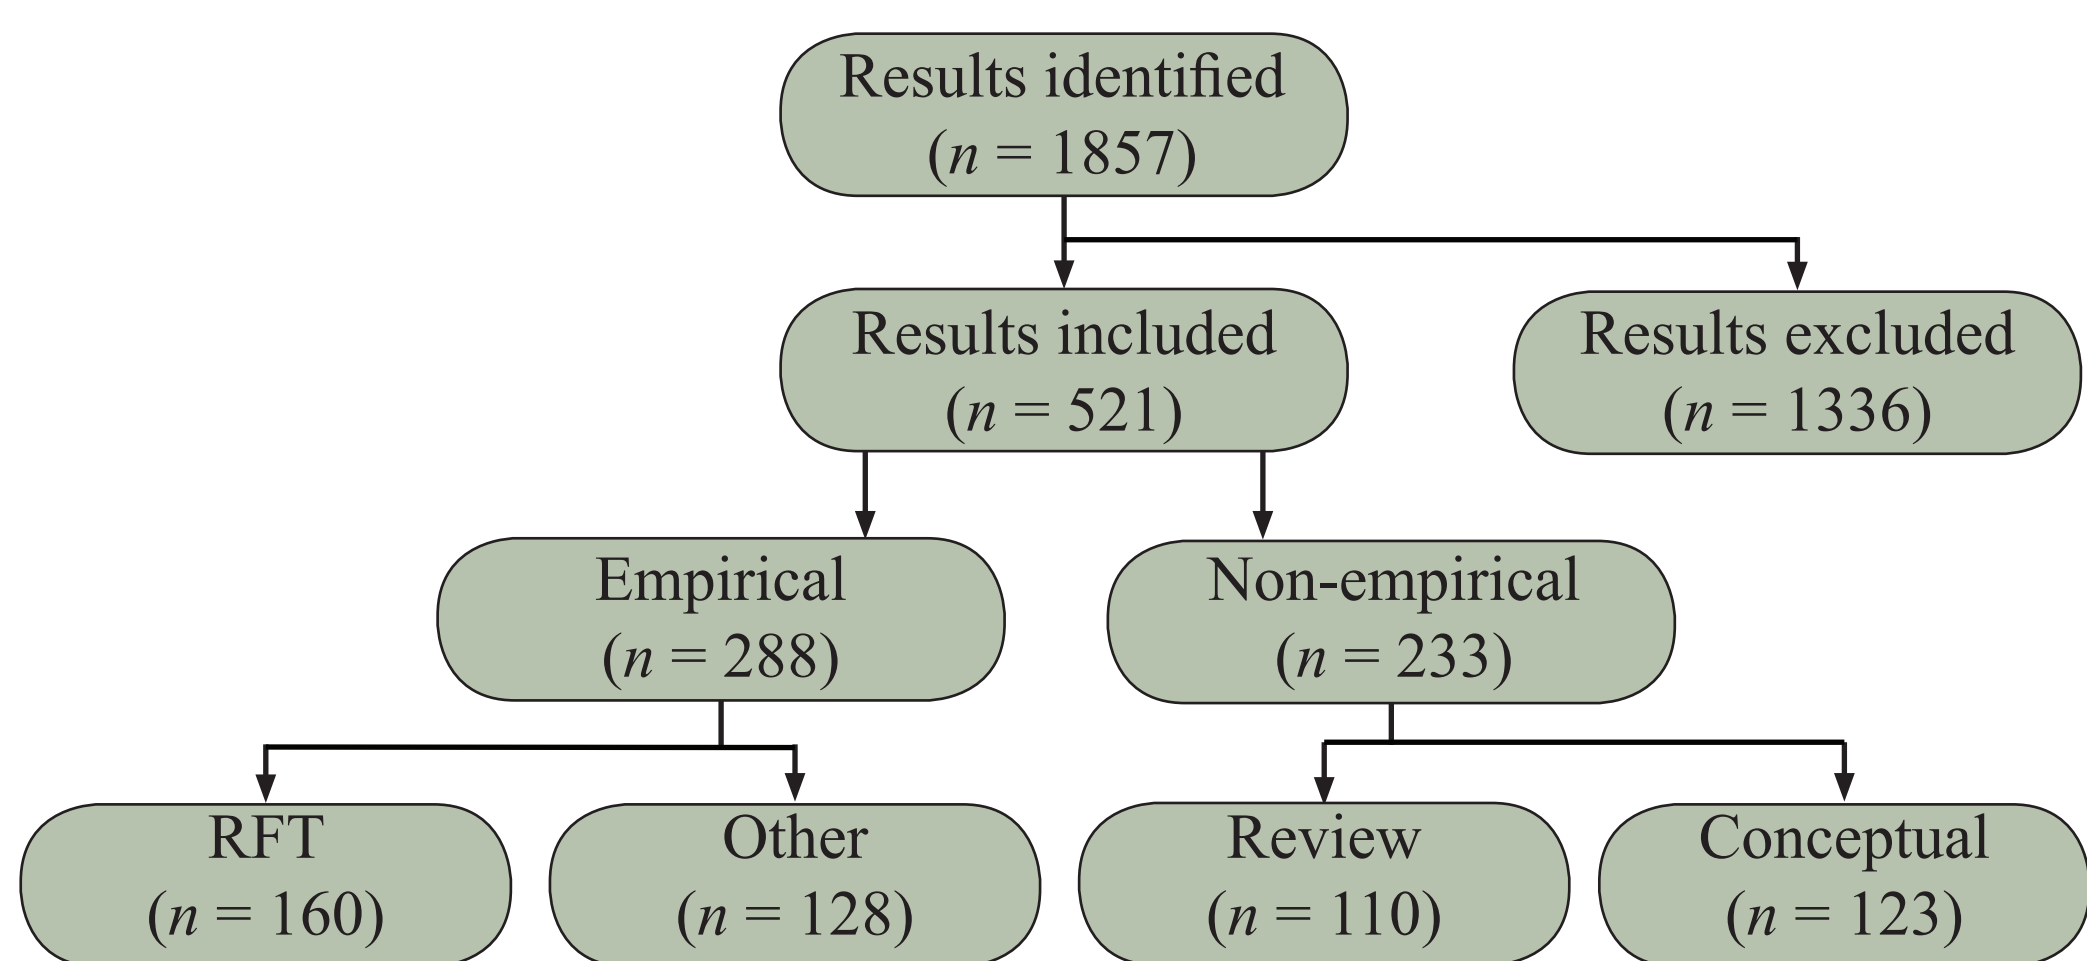 Results identified
(n = 1857)
Results included
(n = 521)
Results excluded
(n = 1336)
Empirical
(n = 288)
Non-empirical
(n = 233)
RFT
(n = 160)
Other
(n = 128)
Review
(n = 110)
Conceptual
(n = 123)